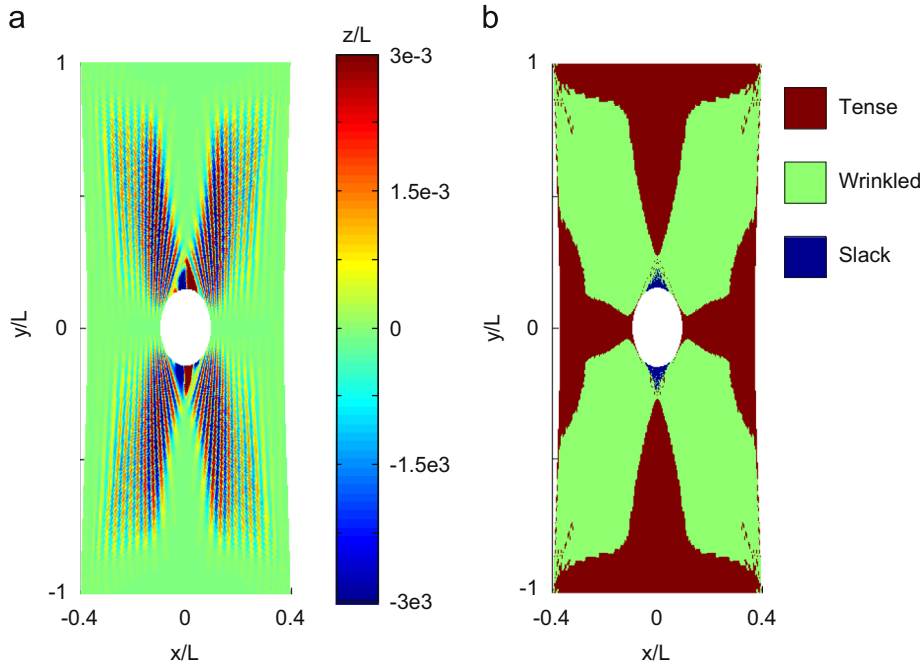 a
z/L
3e-3
1.5e-3
0
-1.5e3
-3e3
1
0
-1
y/L
-0.4
0
0.4
x/L
b
1
0
-1
y/L
-0.4
0
0.4
x/L
Tense
Wrinkled
Slack